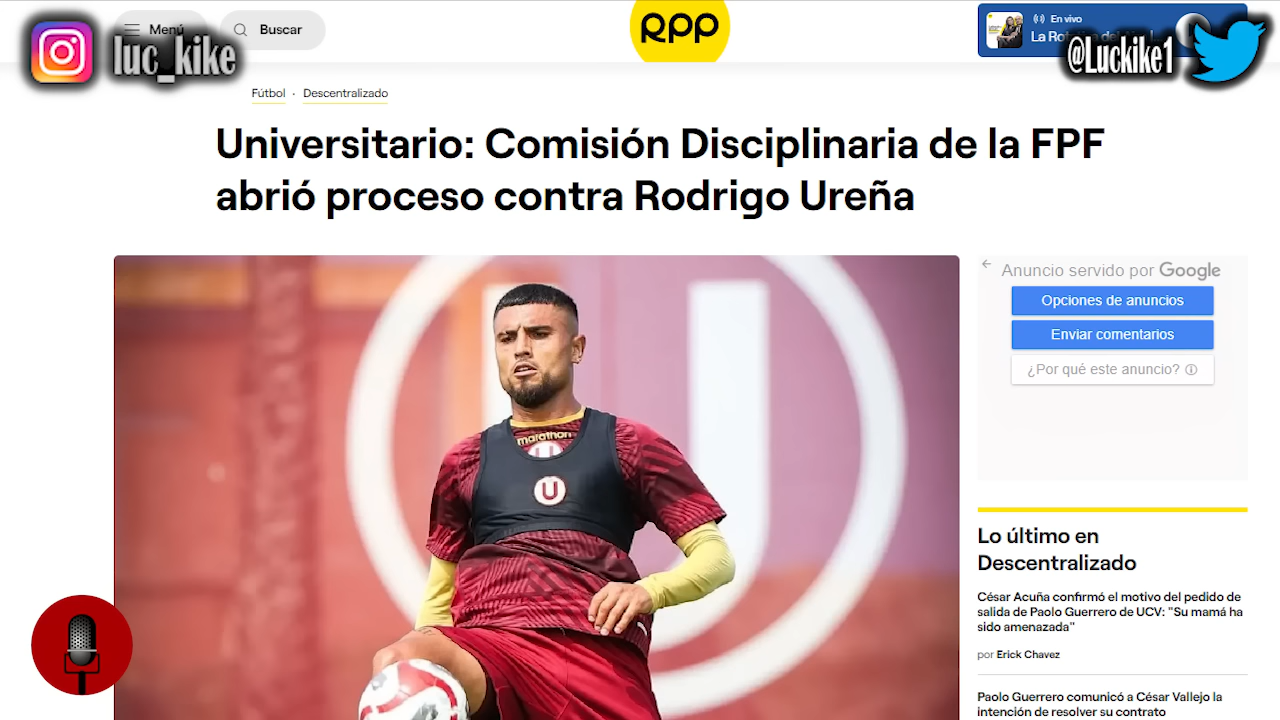 Menú
Buscar
luc_kike
rpp
En vivo
@Luckike1
Fútbol · Descentralizado
Universitario: Comisión Disciplinaria de la FPF
abrió proceso contra Rodrigo Ureña
marathon
U
U
Anuncio servido por Google
Opciones de anuncios
Enviar comentarios
¿Por qué este anuncio?
Lo último en
Descentralizado
César Acuña confirmó el motivo del pedido de
salida de Paolo Guerrero de UCV: "Su mamá ha
sido amenazada"
por Erick Chavez
Paolo Guerrero comunicó a César Vallejo la
intención de resolver su contrato